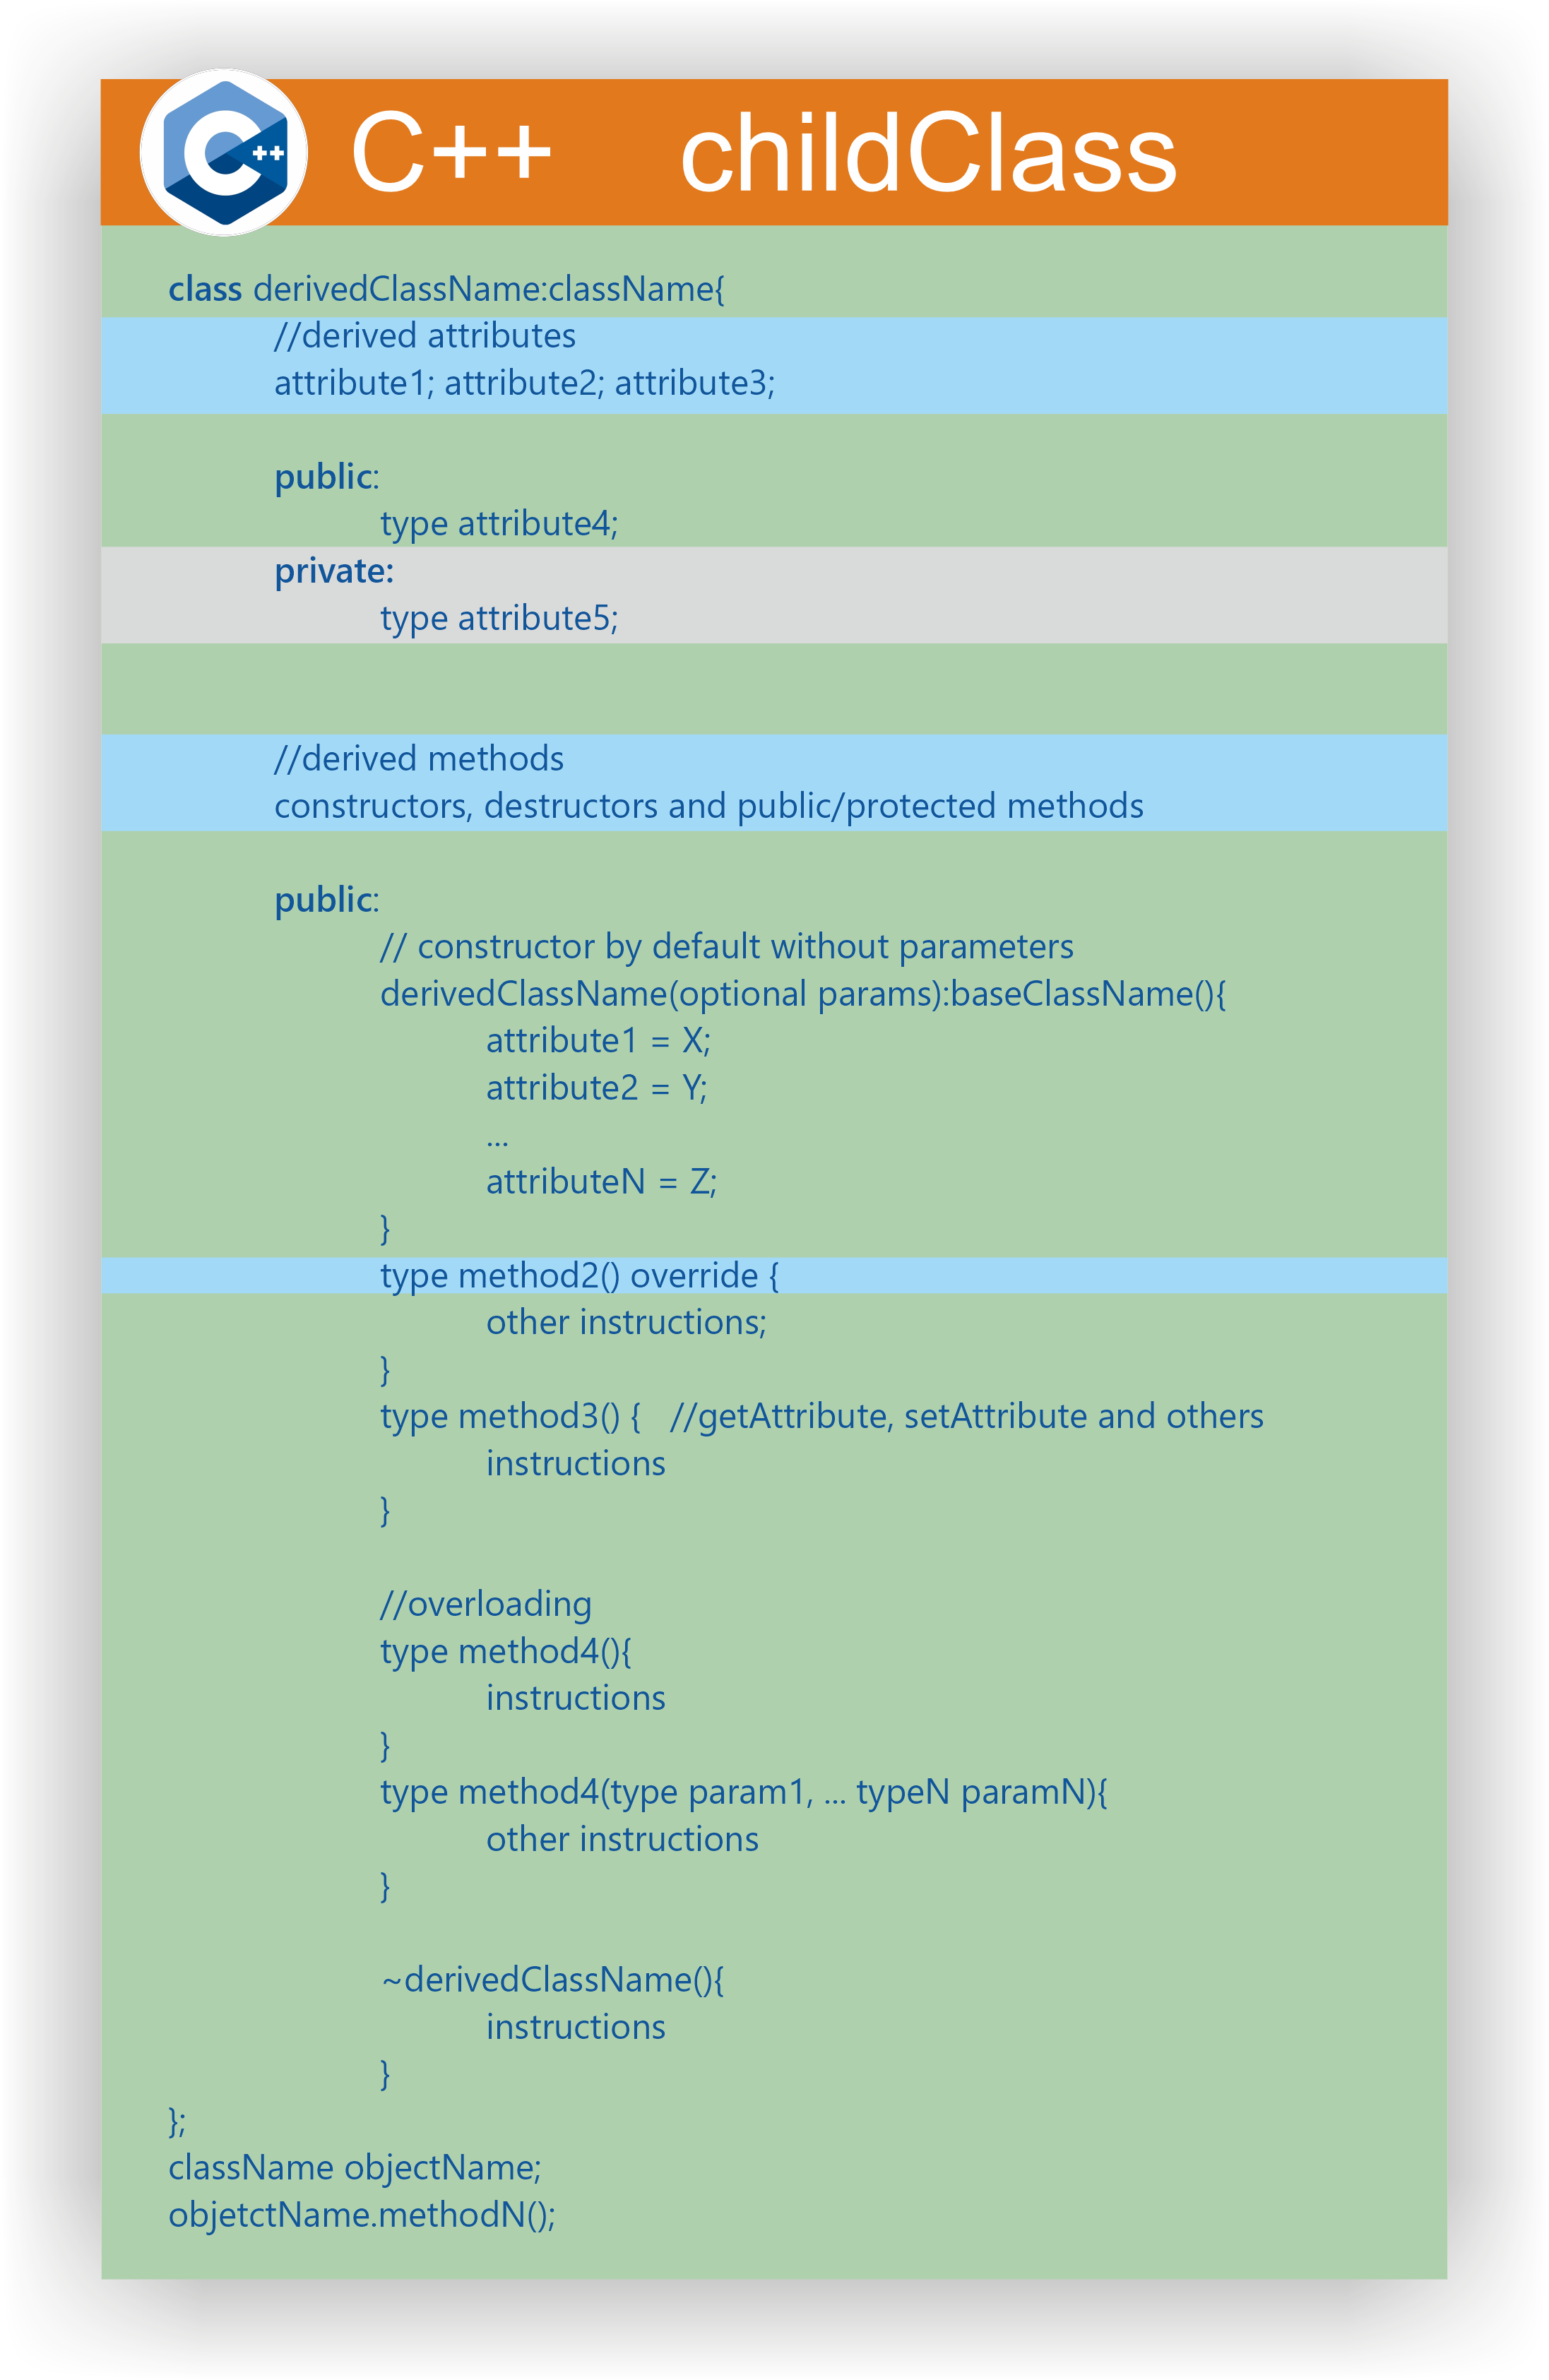 C++ C++ childClass
class derivedClassName:className{
//derived attributes
attribute1; attribute2; attribute3;
public:
type attribute4;
private:
type attribute5;
//derived methods
constructors, destructors and public/protected methods
public:
// constructor by default without parameters
derivedClassName(optional params):baseClassName(){
attribute1 = X;
attribute2 = Y;
...
attributeN = Z;
}
type method2() override {
other instructions;
}
type method3() { //getAttribute, setAttribute and others
instructions
}
//overloading
type method4(){
instructions
}
type method4(type param1, ... typeN paramN){
other instructions
}
~derivedClassName(){
instructions
}
};
className objectName;
objetctName.methodN();